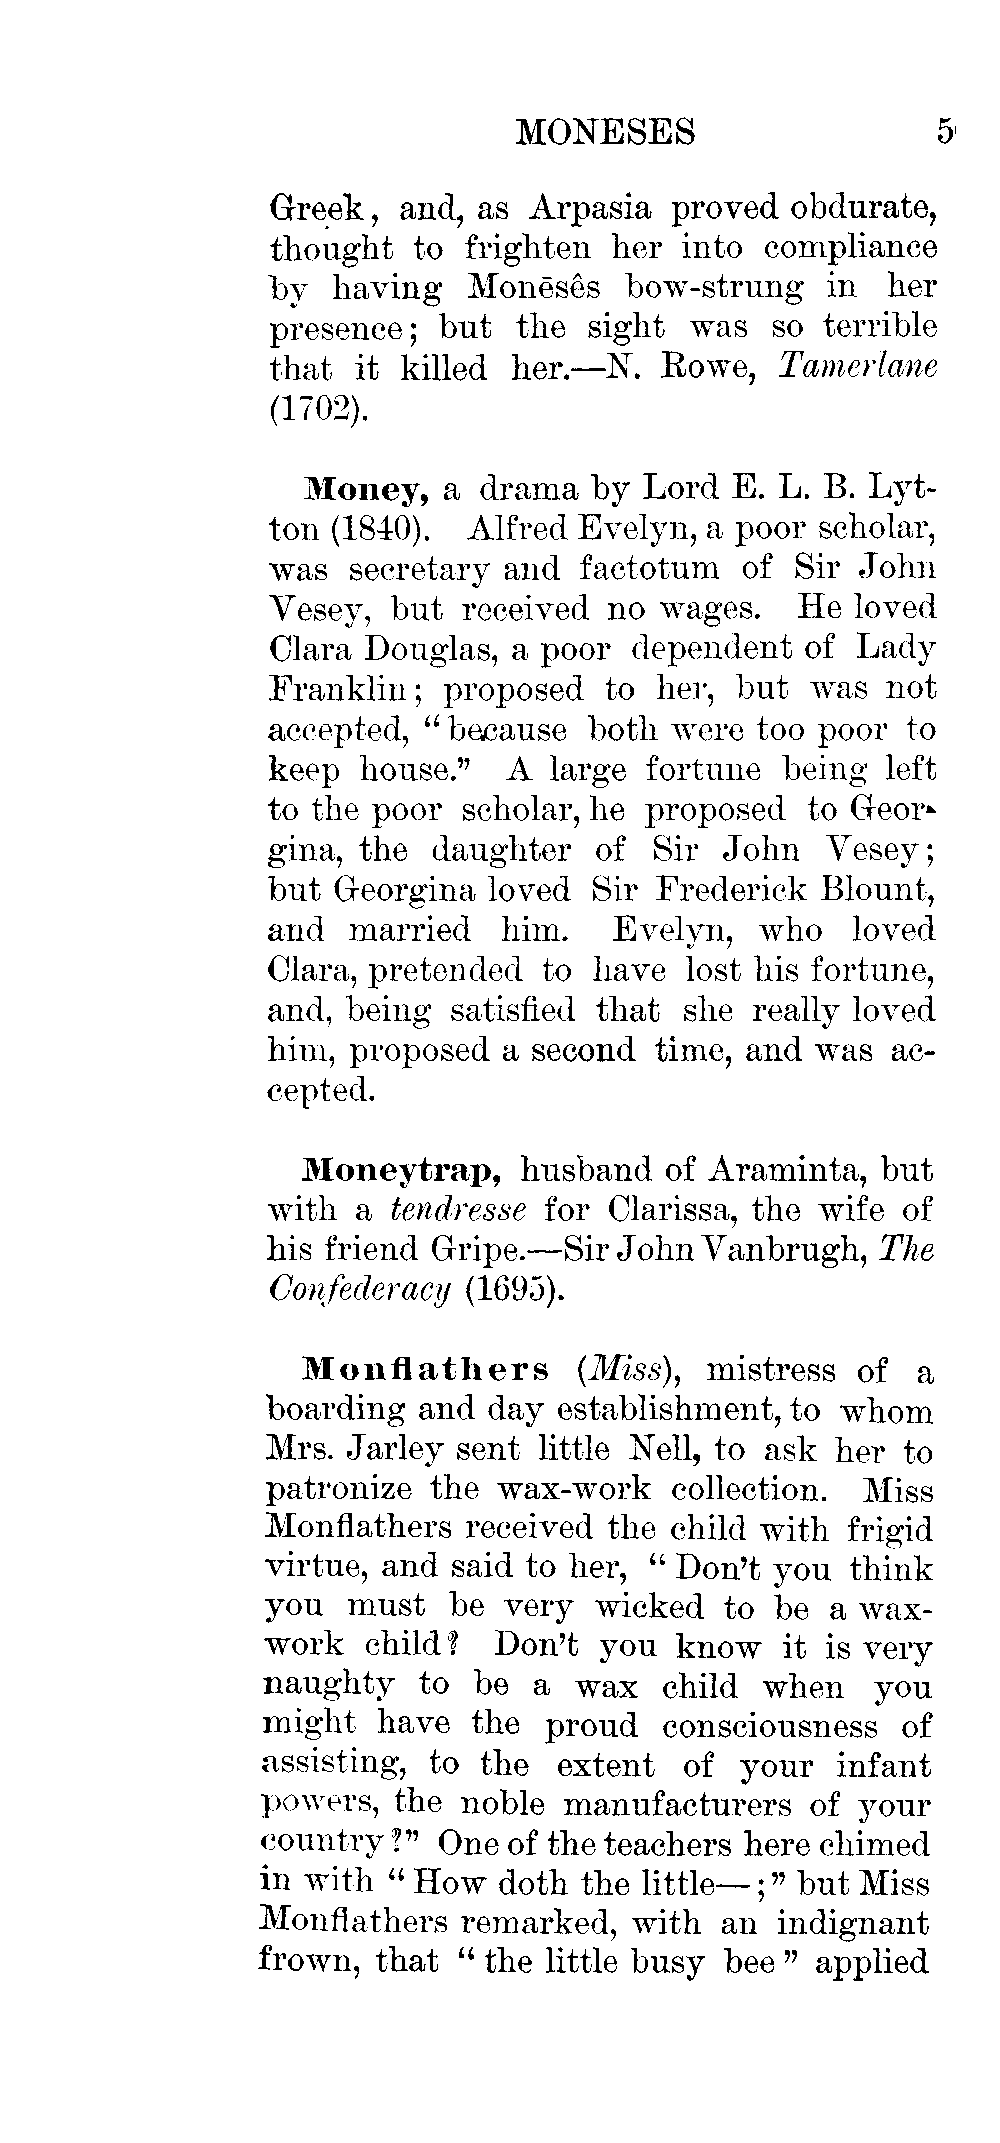 MONESES 5
Greek, and, as Arpasia proved obdurate,
thought to frighten her into compliance
by having Monēsês bow-strung in her
presence; but the sight was so terrible
that it killed her.—N. Rowe, Tamerlane
(1702).
Money, a drama by Lord E. L. B. Lyt-
ton (1840). Alfred Evelyn, a poor scholar,
was secretary and factotum of Sir John
Vesey, but received no wages. He loved
Clara Douglas, a poor dependent of Lady
Franklin; proposed to her, but was not
accepted, “because both were too poor to
keep house.” A large fortune being left
to the poor scholar, he proposed to Geor-
gina, the daughter of Sir John Vesey;
but Georgina loved Sir Frederick Blount,
and married him. Evelyn, who loved
Clara, pretended to have lost his fortune,
and, being satisfied that she really loved
him, proposed a second time, and was ac-
cepted.
Moneytrap, husband of Araminta, but
with a tendresse for Clarissa, the wife of
his friend Gripe.—Sir John Vanbrugh, The
Confederacy (1695).
Monflathers (Miss), mistress of a
boarding and day establishment, to whom
Mrs. Jarley sent little Nell, to ask her to
patronize the wax-work collection. Miss
Monflathers received the child with frigid
virtue, and said to her, “Don’t you think
you must be very wicked to be a wax-
work child? Don’t you know it is very
naughty to be a wax child when you
might have the proud consciousness of
assisting, to the extent of your infant
powers, the noble manufacturers of your
country?” One of the teachers here chimed
in with “How doth the little—;” but Miss
Monflathers remarked, with an indignant
frown, that “the little busy bee” applied